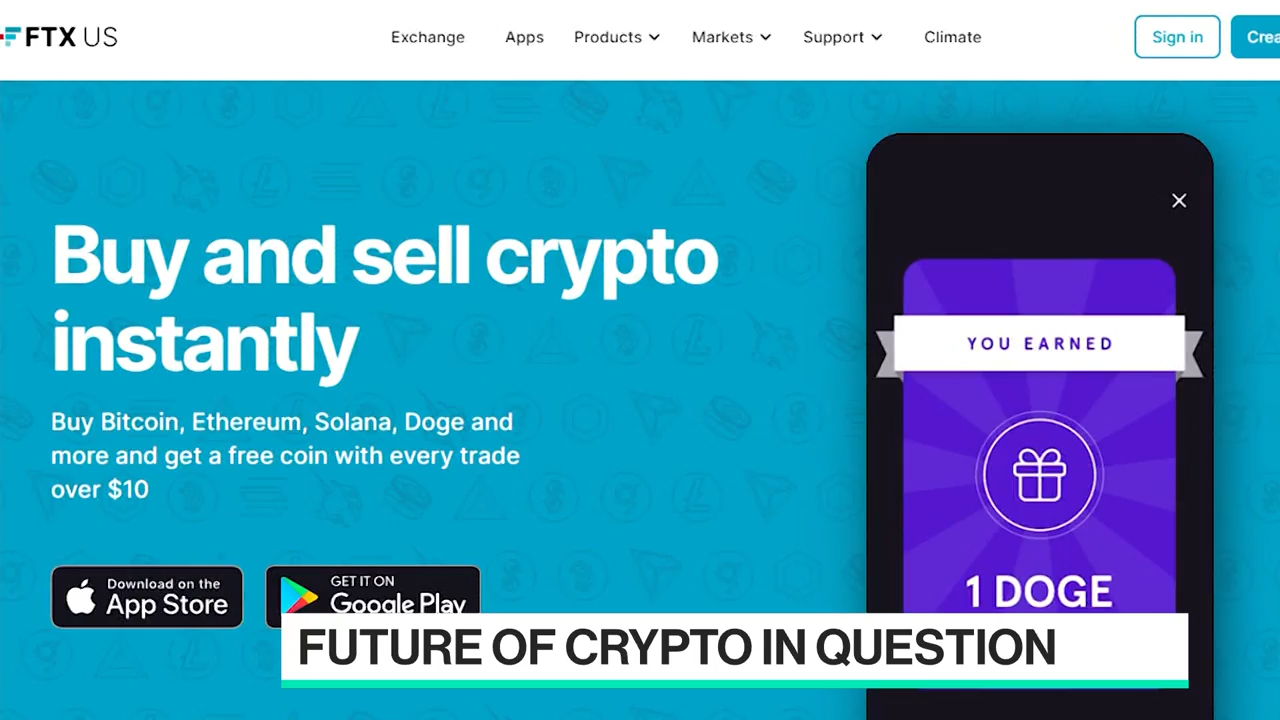 FTX US
Exchange
Apps
Products
Markets
Support
Climate
Sign in
Crea
Buy and sell crypto
instantly
Buy Bitcoin, Ethereum, Solana, Doge and
more and get a free coin with every trade
over $10
YOU EARNED
1 DOGE
Download on the
App Store
GET IT ON
Google Play
FUTURE OF CRYPTO IN QUESTION